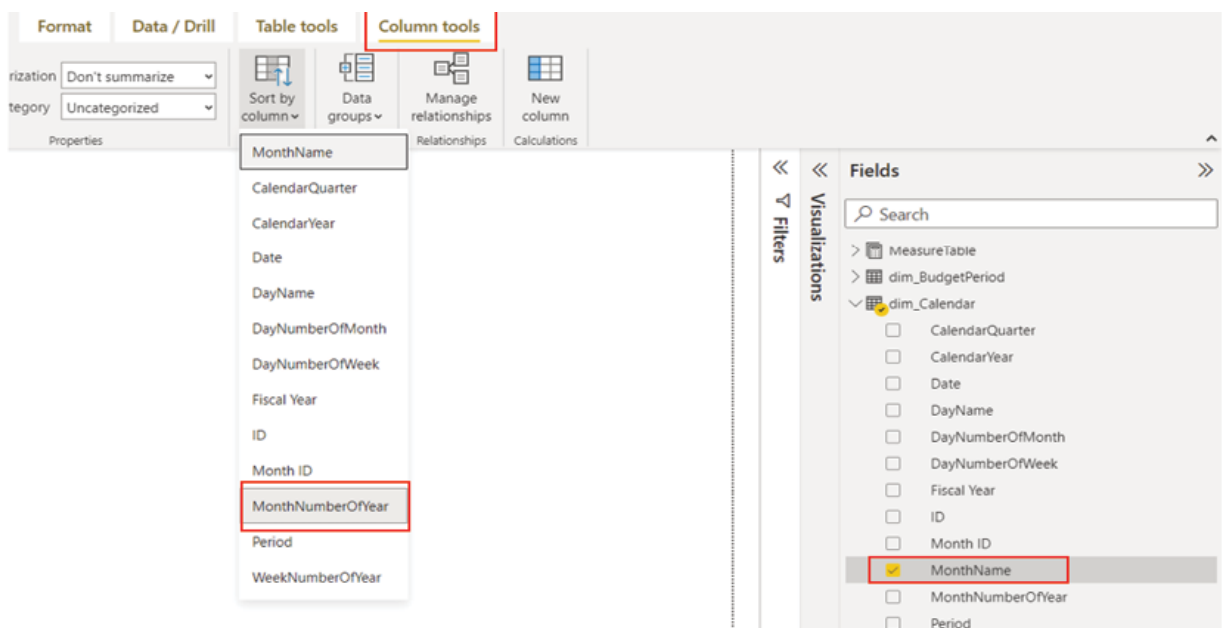 Format Data / Drill Table tools Column tools
rization Don't summarize
tegory Uncategorized
Properties
Sort by
column
Data
groups
Manage
relationships
Relationships
New
column
Calculations
MonthName
CalendarQuarter
CalendarYear
Date
DayName
DayNumberOfMonth
DayNumberOfWeek
Fiscal Year
ID
Month ID
MonthNumberOfYear
Period
WeekNumberOfYear
Filters
Visualizations
Fields
Search
MeasureTable
dim_BudgetPeriod
dim_Calendar
CalendarQuarter
CalendarYear
Date
DayName
DayNumberOfMonth
DayNumberOfWeek
Fiscal Year
ID
Month ID
MonthName
MonthNumberOfYear
Period